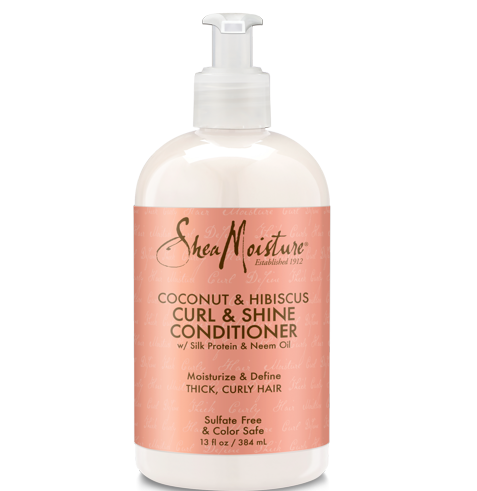 SheaMoisture®
Established 1912
COCONUT & HIBISCUS
CURL & SHINE
CONDITIONER
w/ Silk Protein & Neem Oil
Moisturize & Define
THICK, CURLY HAIR
Sulfate Free
& Color Safe
13 fl oz / 384 mL